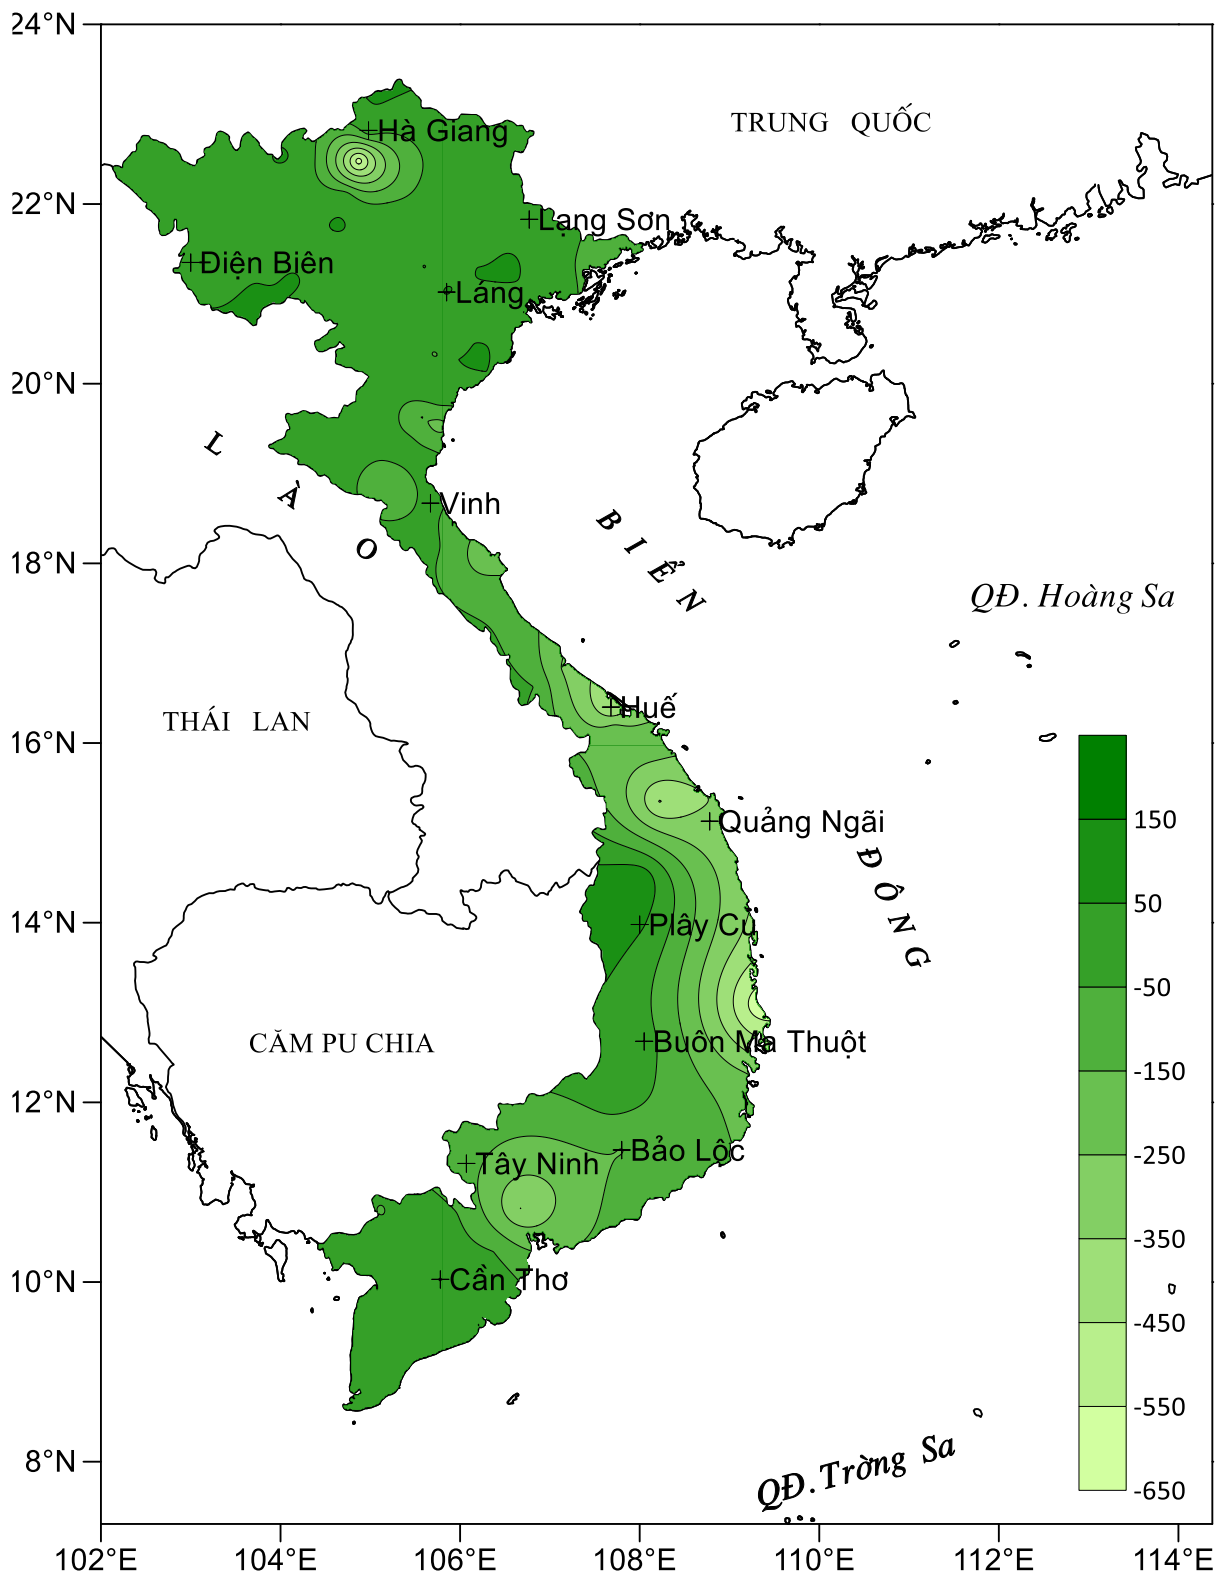 24°N
TRUNG QUỐC
Hà Giang
22°N
Lạng Sơn
Điện Biên
Láng
20°N
L
À
O
Vinh
BIỂN
18°N
QĐ. Hoàng Sa
THÁI LAN
Huế
16°N
150
Quảng Ngãi
ĐÔNG
50
14°N
Plây Cu
-50
CĂM PU CHIA
Buôn Ma Thuột
-150
12°N
Bảo Lộc
-250
Tây Ninh
-350
10°N
Cần Thơ
-450
-550
8°N
QĐ. Trờng Sa
-650
102°E
104°E
106°E
108°E
110°E
112°E
114°E